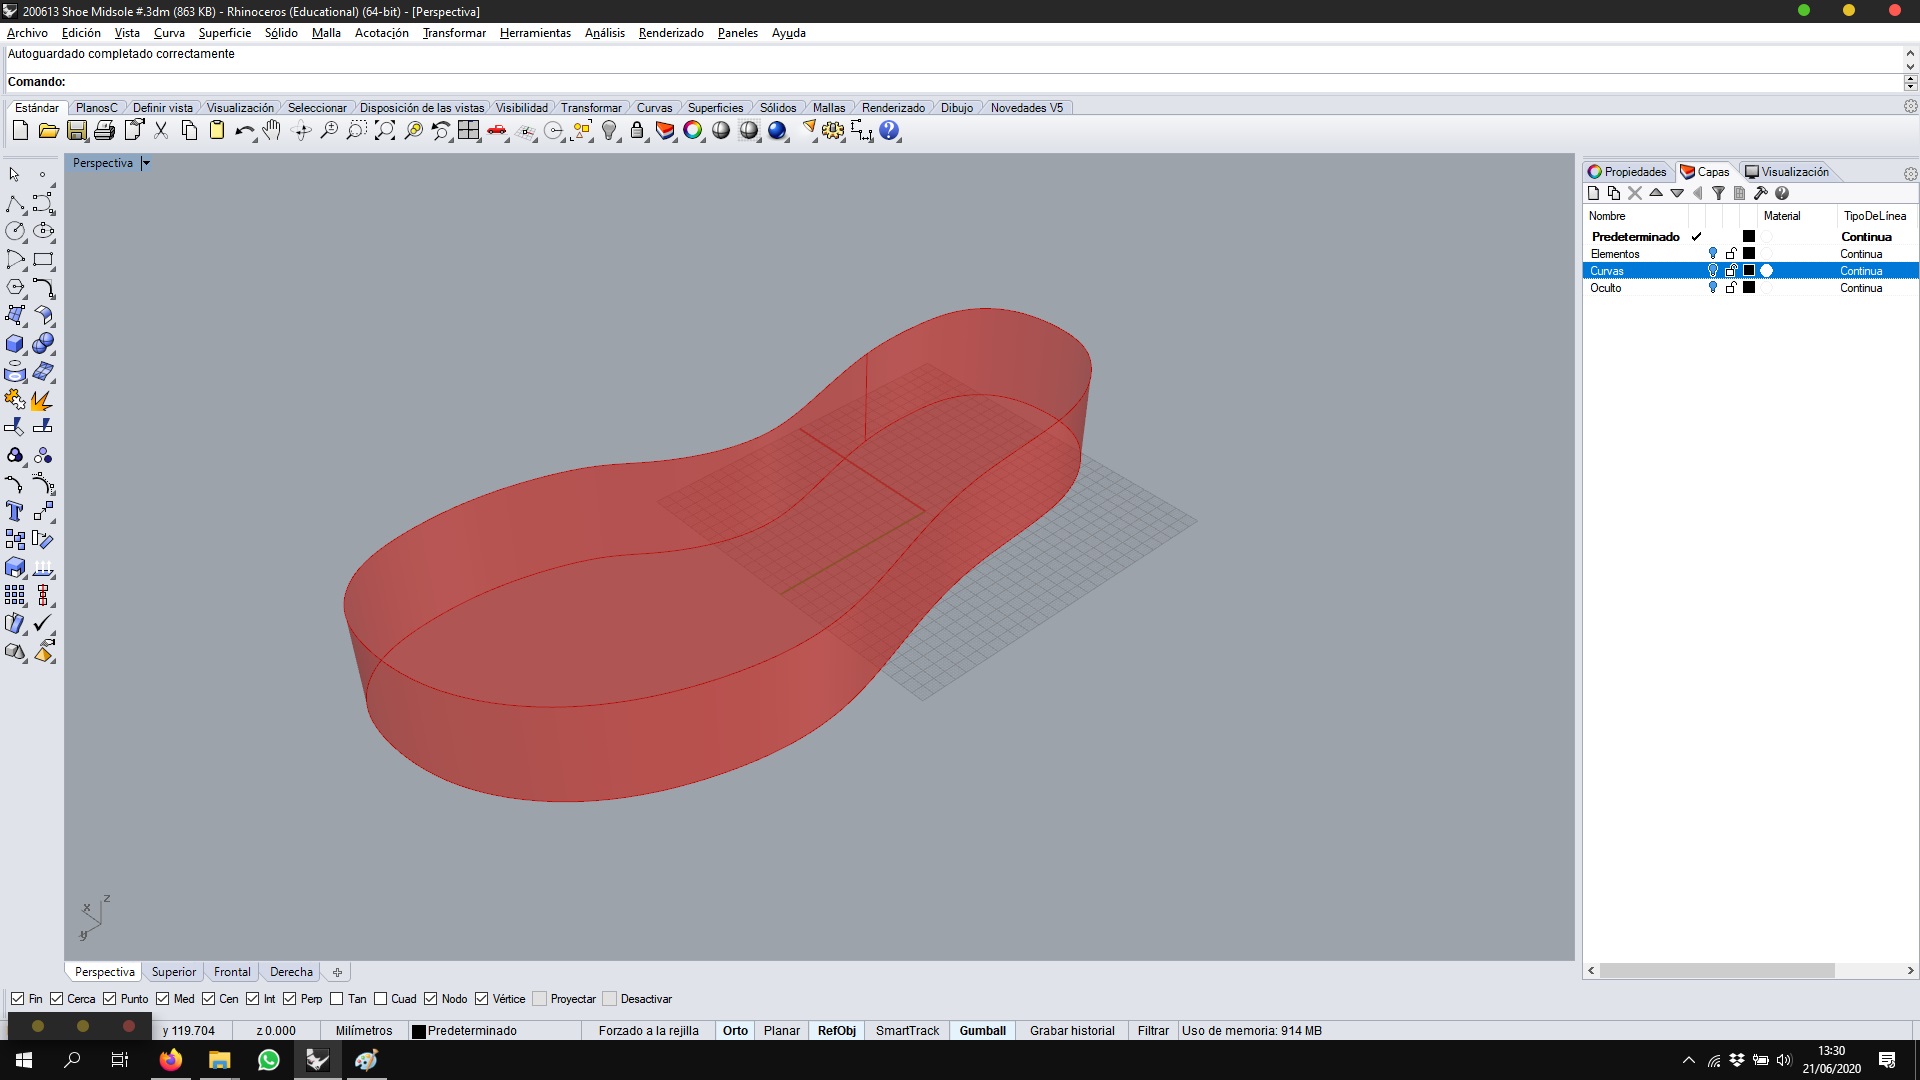 200613 Shoe Midsole #.3dm (863 KB) - Rhinoceros (Educational) (64-bit) - [Perspectiva]
Archivo Edición Vista Curva Superficie Sólido Malla Acotación Transformar Herramientas Análisis Renderizado Paneles Ayuda
Autoguardado completado correctamente
Comando:
Estándar PlanosC Definir vista Visualización Seleccionar Disposición de las vistas Visibilidad Transformar Curvas Superficies Sólidos Mallas Renderizado Dibujo Novedades V5
Perspectiva
Propiedades Capas Visualización
Nombre Material TipoDeLínea
Predeterminado Continua
Elementos Continua
Curvas Continua
Oculto Continua
z
x
y
Perspectiva Superior Frontal Derecha
Fin Cerca Punto Med Cen Int Perp Tan Cuad Nodo Vértice Proyectar Desactivar
y 119.704 z 0.000 Milímetros Predeterminado Forzado a la rejilla Orto Planar RefObj SmartTrack Gumball Grabar historial Filtrar Uso de memoria: 914 MB
13:30
21/06/2020